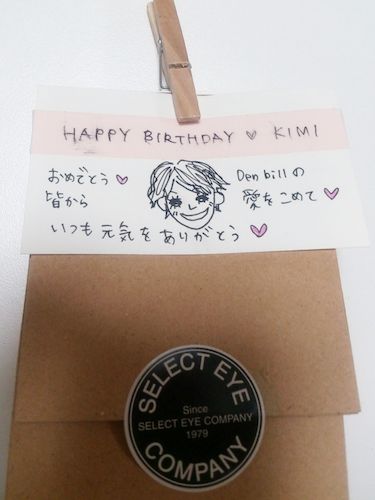 HAPPY BIRTHDAY ♡ KIMI
おめでとう♡
皆から
Den billの
愛をこめて♡
いつも元気をありがとう♡
SELECT EYE
Since
SELECT EYE COMPANY
1979
COMPANY